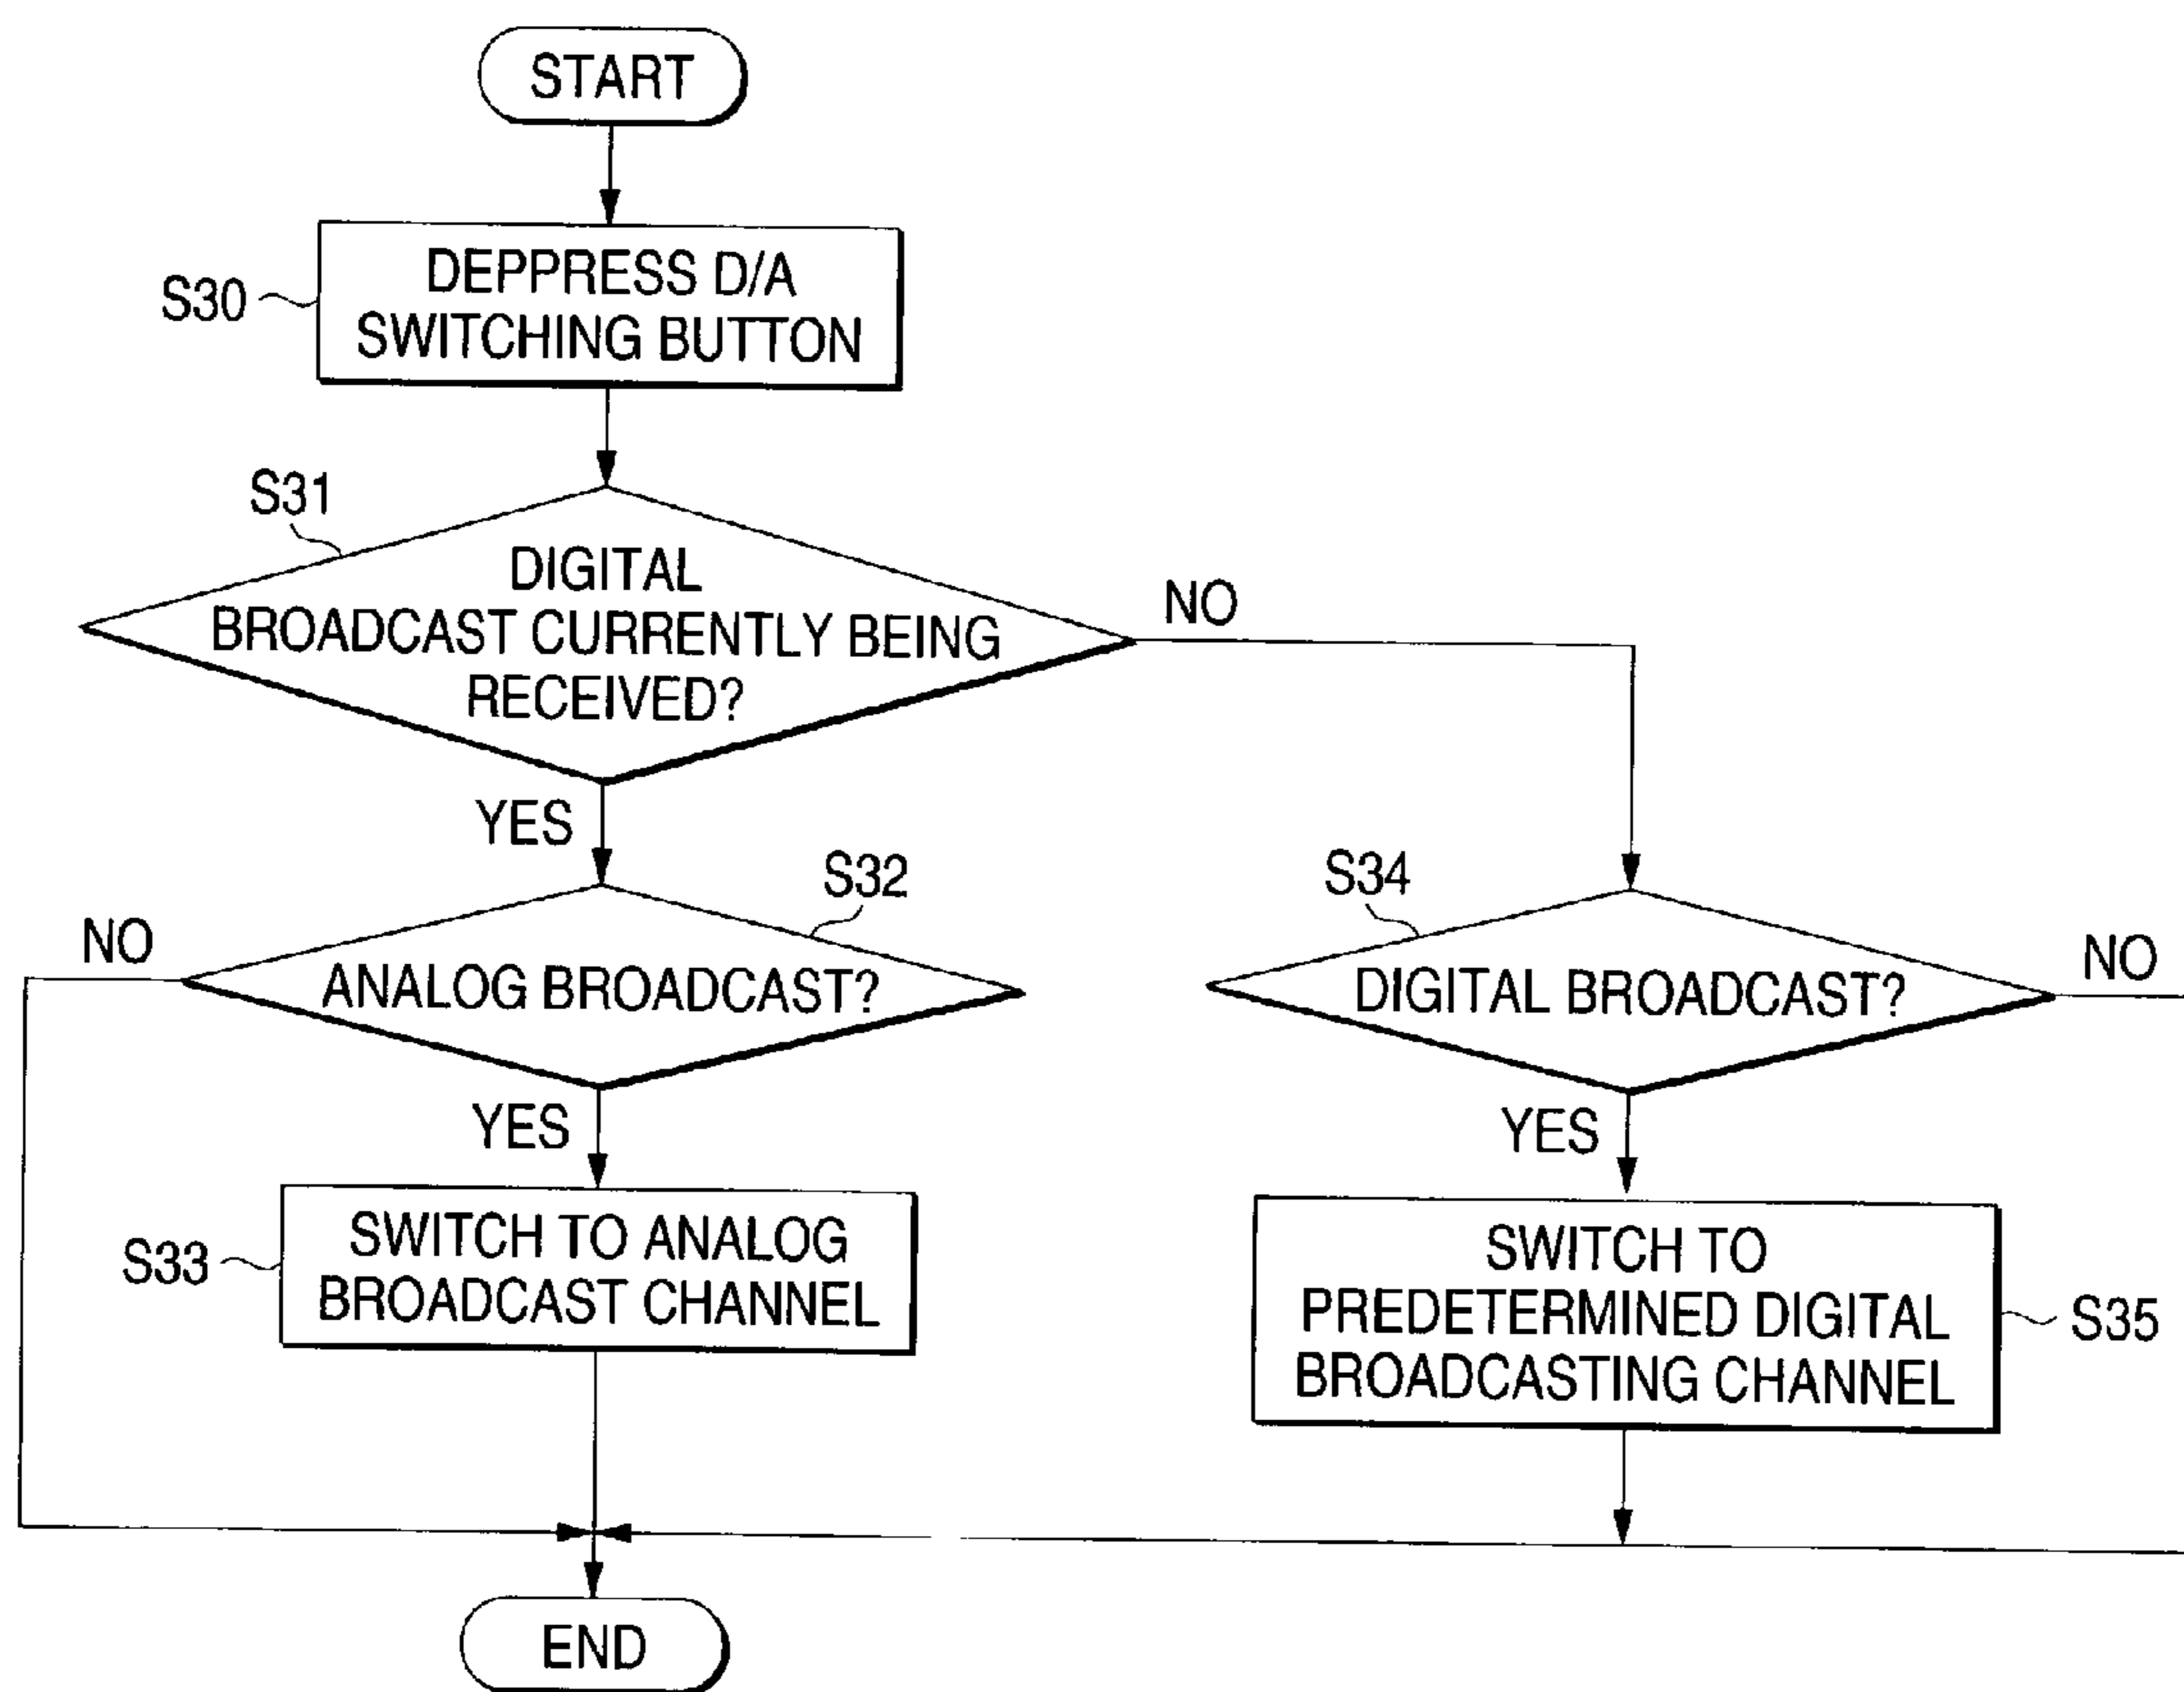 START
S30
DEPPRESS D/A
SWITCHING BUTTON
S31
DIGITAL
BROADCAST CURRENTLY BEING
RECEIVED?
NO
YES
S32
NO
ANALOG BROADCAST?
YES
S33
SWITCH TO ANALOG
BROADCAST CHANNEL
S34
DIGITAL BROADCAST?
NO
YES
SWITCH TO
PREDETERMINED DIGITAL
BROADCASTING CHANNEL
S35
END